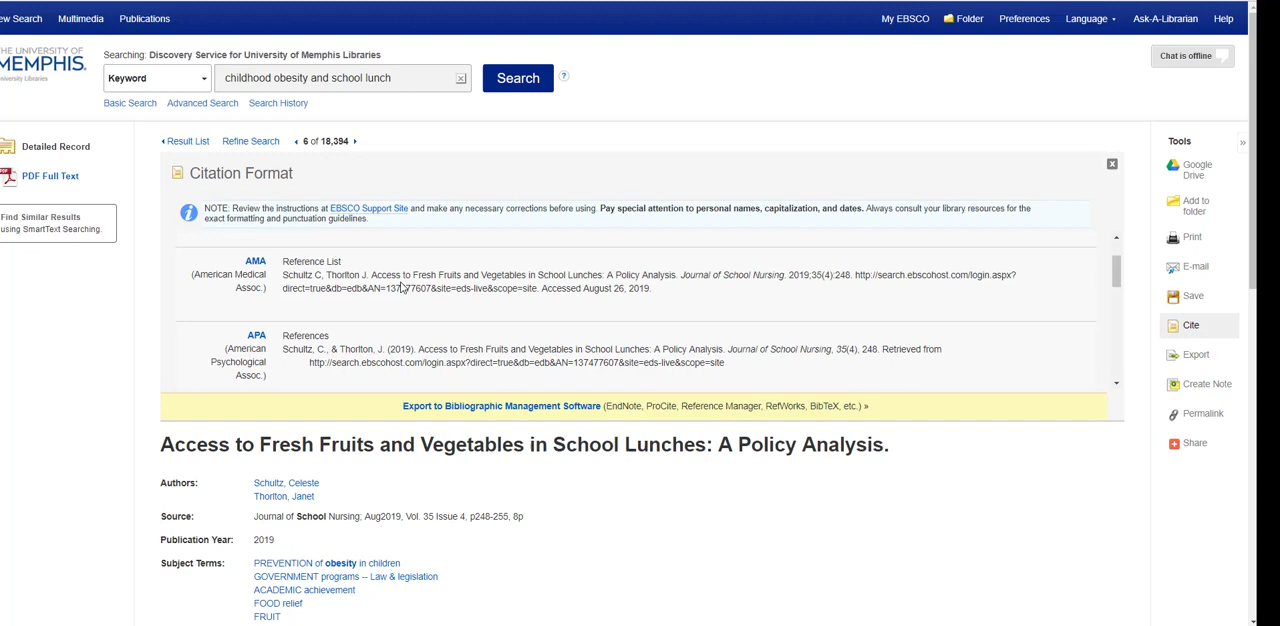 ew Search Multimedia Publications My EBSCO Folder Preferences Language Ask-A-Librarian Help
THE UNIVERSITY OF
MEMPHIS.
University Libraries
Searching: Discovery Service for University of Memphis Libraries
Chat is offline
Keyword childhood obesity and school lunch Search ?
Basic Search Advanced Search Search History
Detailed Record
PDF Full Text
Find Similar Results
using SmartText Searching.
Result List Refine Search 6 of 18,394
Citation Format
NOTE: Review the instructions at EBSCO Support Site and make any necessary corrections before using. Pay special attention to personal names, capitalization, and dates. Always consult your library resources for the
exact formatting and punctuation guidelines.
AMA
(American Medical
Assoc.)
Reference List
Schultz C, Thorlton J. Access to Fresh Fruits and Vegetables in School Lunches: A Policy Analysis. Journal of School Nursing. 2019;35(4):248. http://search.ebscohost.com/login.aspx?
direct=true&db=edb&AN=137477607&site=eds-live&scope=site. Accessed August 26, 2019.
APA
(American
Psychological
Assoc.)
References
Schultz, C., & Thorlton, J. (2019). Access to Fresh Fruits and Vegetables in School Lunches: A Policy Analysis. Journal of School Nursing, 35(4), 248. Retrieved from
http://search.ebscohost.com/login.aspx?direct=true&db=edb&AN=137477607&site=eds-live&scope=site
Export to Bibliographic Management Software (EndNote, ProCite, Reference Manager, RefWorks, BibTeX, etc.) »
Access to Fresh Fruits and Vegetables in School Lunches: A Policy Analysis.
Authors: Schultz, Celeste
Thorlton, Janet
Source: Journal of School Nursing; Aug2019, Vol. 35 Issue 4, p248-255, 8p
Publication Year: 2019
Subject Terms: PREVENTION of obesity in children
GOVERNMENT programs -- Law & legislation
ACADEMIC achievement
FOOD relief
FRUIT
Tools »
Google
Drive
Add to
folder
Print
E-mail
Save
Cite
Export
Create Note
Permalink
Share